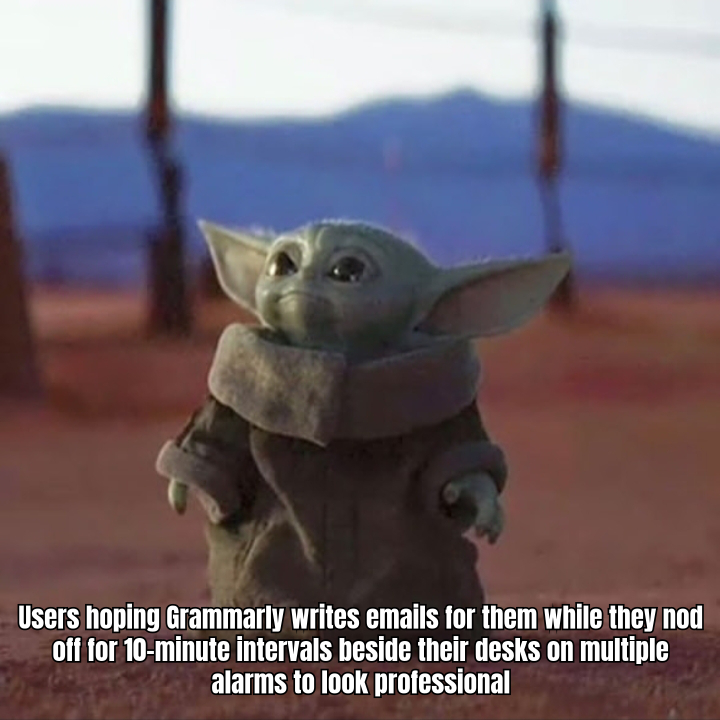 Users hoping Grammarly writes emails for them while they nod
off for 10-minute intervals beside their desks on multiple
alarms to look professional